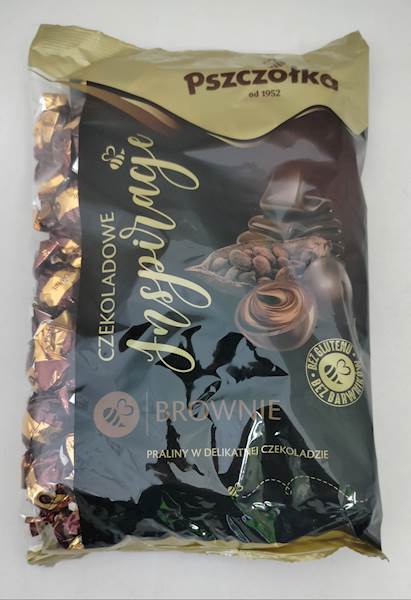 Pszczółka
od 1952
CZEKOLADOWE
Inspiracje
BROWNIE
PRALINY W DELIKATNEJ CZEKOLADZIE
BEZ GLUTENU
BEZ BARWNIKÓW